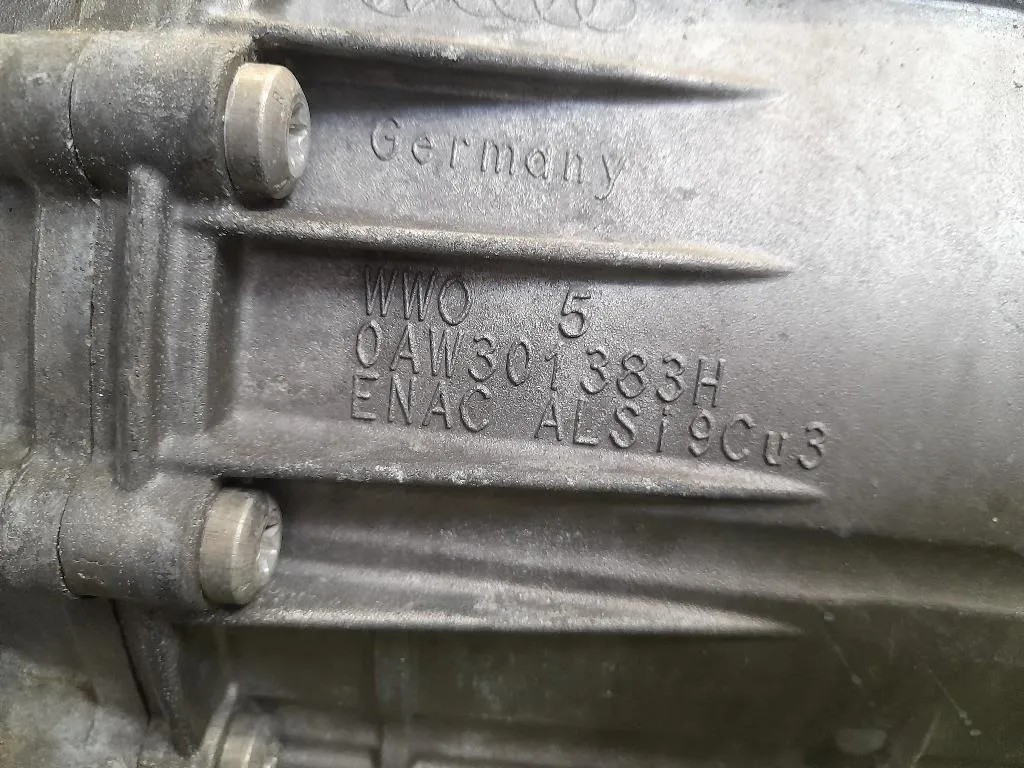 Germany
WWO 5
0AW301383H
ENAC ALSi9Cu3